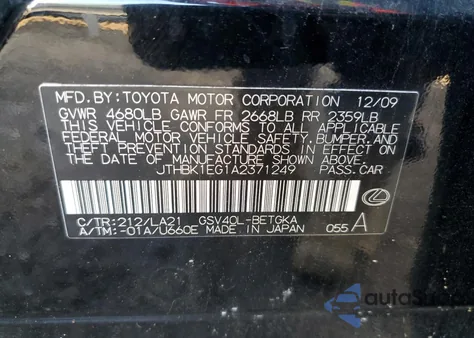 MFD. BY: TOYOTA MOTOR CORPORATION 12/09
GVWR 4680LB GAWR FR 2668LB RR 2359LB
THIS VEHICLE CONFORMS TO ALL APPLICABLE
FEDERAL MOTOR VEHICLE SAFETY, BUMPER, AND
THEFT PREVENTION STANDARDS IN EFFECT ON
THE DATE OF MANUFACTURE SHOWN ABOVE.
JTHBK1EG1A2371249 PASS. CAR
C/TR: 212/LA21 GSV40L-BETGKA
A/TM: -01A/U660E MADE IN JAPAN 055 A